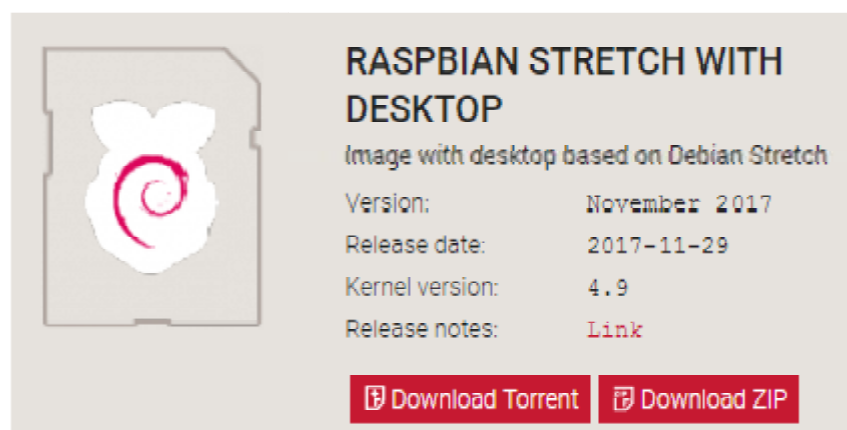 RASPBIAN STRETCH WITH
DESKTOP
Image with desktop based on Debian Stretch
Version: November 2017
Release date: 2017-11-29
Kernel version: 4.9
Release notes: Link
Download Torrent Download ZIP